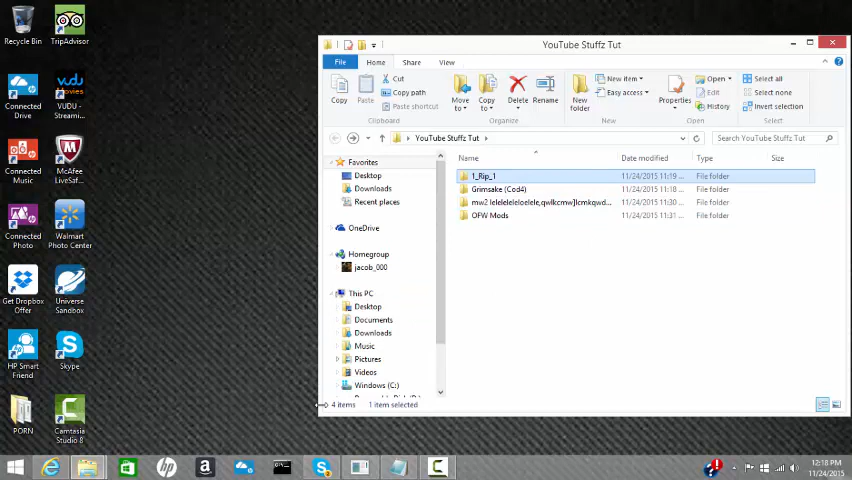 Recycle Bin
TripAdvisor
Connected Drive
VUDU - Streami...
Connected Music
McAfee LiveSaf...
Connected Photo
Walmart Photo Center
Get Dropbox Offer
Universe Sandbox
HP Smart Friend
Skype
PORN
Camtasia Studio 8
YouTube Stuffz Tut
File
Home
Share
View
Copy
Paste
Cut
Copy path
Paste shortcut
Clipboard
Move to
Copy to
Delete
Rename
Organize
New folder
New item
Easy access
New
Properties
Open
Edit
History
Open
Select all
Select none
Invert selection
Select
YouTube Stuffz Tut
Search YouTube Stuffz Tut
Favorites
Desktop
Downloads
Recent places
OneDrive
Homegroup
jacob_000
This PC
Desktop
Documents
Downloads
Music
Pictures
Videos
Windows (C:)
Name Date modified Type Size
1_Rip_1 11/24/2015 11:19 ... File folder
Grimsake (Cod4) 11/24/2015 11:29 ... File folder
11/24/2015 11:30 ... File folder
OFW Mods 11/24/2015 11:31 ... File folder
4 items 1 item selected
12:18 PM
11/24/2015